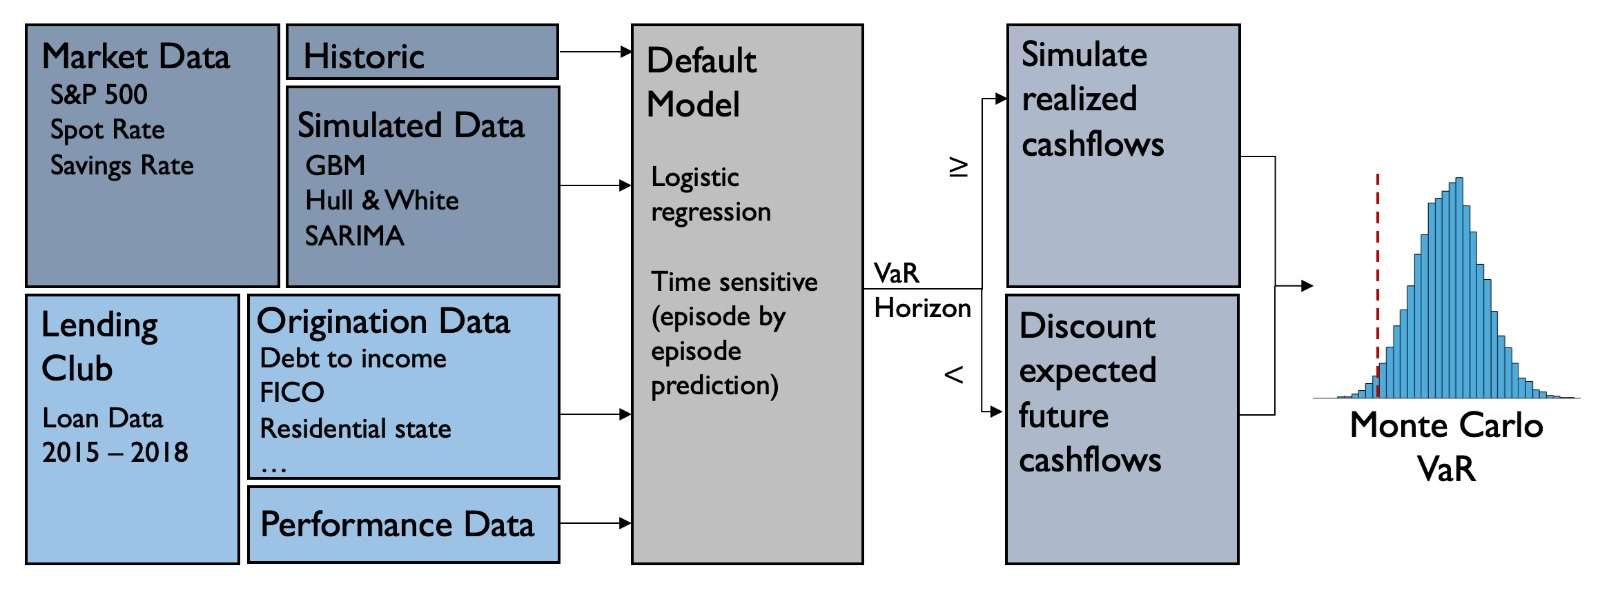 Market Data
S&P 500
Spot Rate
Savings Rate
Historic
Simulated Data
GBM
Hull & White
SARIMA
Lending
Club
Loan Data
2015 – 2018
Origination Data
Debt to income
FICO
Residential state
...
Performance Data
Default
Model
Logistic
regression
Time sensitive
(episode by
episode
prediction)
VaR
Horizon
≥
<
Simulate
realized
cashflows
Discount
expected
future
cashflows
Monte Carlo
VaR